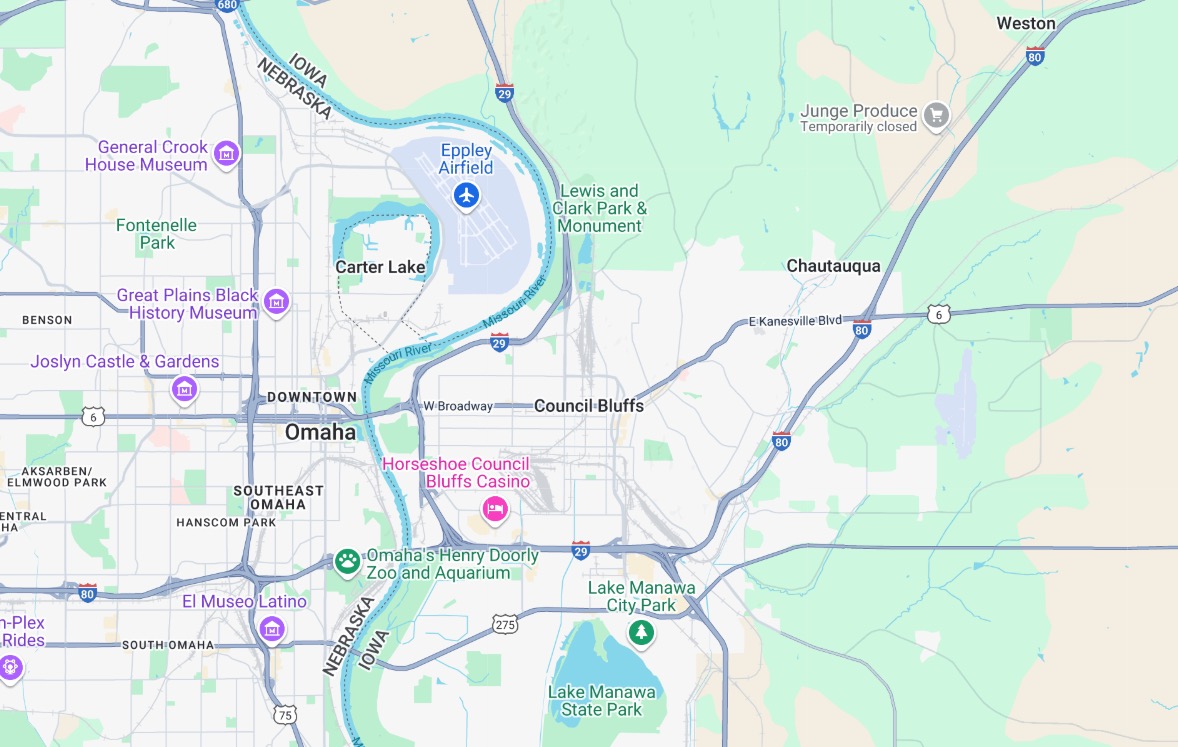 680
Weston
IOWA
NEBRASKA
80
29
Junge Produce
Temporarily closed
General Crook
House Museum
Eppley
Airfield
Lewis and
Clark Park &
Monument
Fontenelle
Park
Carter Lake
Chautauqua
Great Plains Black
History Museum
Missouri River
6
BENSON
E Kanesville Blvd
80
29
Missouri River
Joslyn Castle & Gardens
DOWNTOWN
W Broadway
Council Bluffs
6
Omaha
80
AKSARBEN/
ELMWOOD PARK
Horseshoe Council
Bluffs Casino
SOUTHEAST
OMAHA
ENTRAL
HA
HANSCOM PARK
29
Omaha's Henry Doorly
Zoo and Aquarium
80
El Museo Latino
Lake Manawa
City Park
n-Plex
Rides
275
NEBRASKA
IOWA
SOUTH OMAHA
Lake Manawa
State Park
75
M